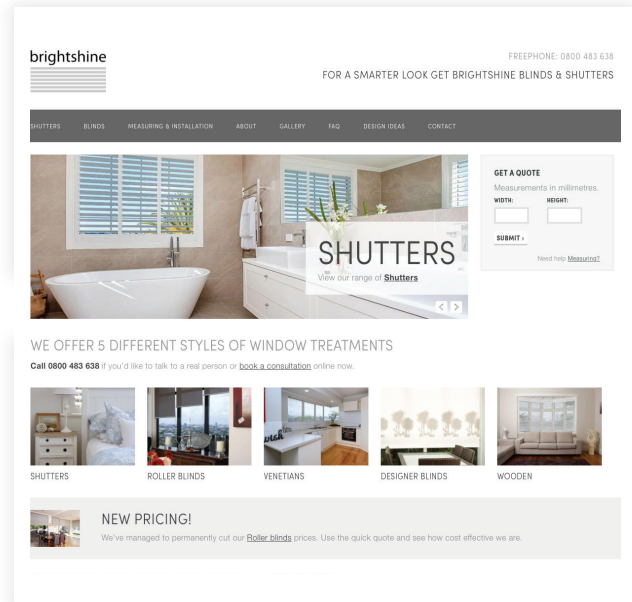 brightshine
FREEPHONE: 0800 483 638
FOR A SMARTER LOOK GET BRIGHTSHINE BLINDS & SHUTTERS
SHUTTERS BLINDS MEASURING & INSTALLATION ABOUT GALLERY FAQ DESIGN IDEAS CONTACT
SHUTTERS
View our range of Shutters
GET A QUOTE
Measurements in millimetres.
WIDTH: HEIGHT:
SUBMIT ›
Need help Measuring?
WE OFFER 5 DIFFERENT STYLES OF WINDOW TREATMENTS
Call 0800 483 638 if you'd like to talk to a real person or book a consultation online now.
wish
SHUTTERS ROLLER BLINDS VENETIANS DESIGNER BLINDS WOODEN
NEW PRICING!
We've managed to permanently cut our Roller blinds prices. Use the quick quote and see how cost effective we are.